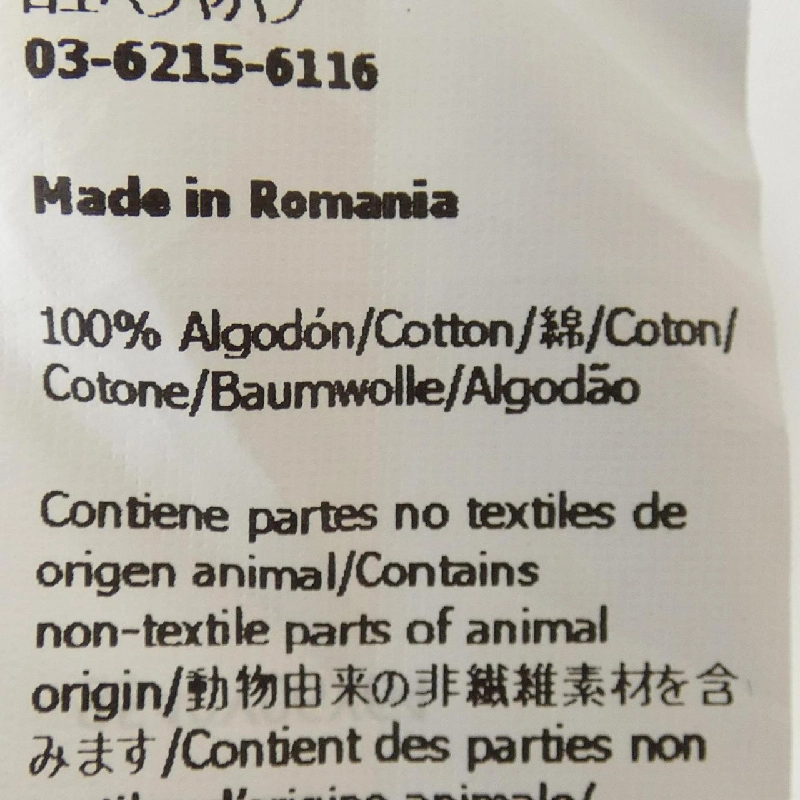 03-6215-6116
Made in Romania
100% Algodón/Cotton/綿/Coton/
Cotone/Baumwolle/Algodão
Contiene partes no textiles de
origen animal/Contains
non-textile parts of animal
origin/動物由来の非繊維素材を含
みます/Contient des parties non
l'origine animale/